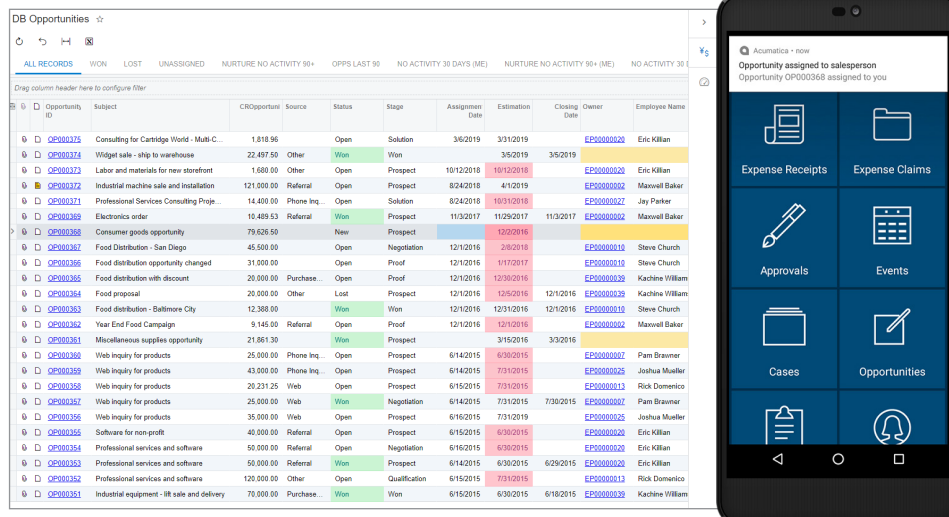 DB Opportunities
ALL RECORDS WON LOST UNASSIGNED NURTURE NO ACTIVITY 90+ OPPS LAST 90 NO ACTIVITY 30 DAYS (ME) NURTURE NO ACTIVITY 90+ (ME) NO ACTIVITY 30 D
Drag column header here to configure filter
Opportunity ID Subject CROpportuni Source Status Stage Assignmen Date Estimation Closing Date Owner Employee Name
OP000375 Consulting for Cartridge World - Multi-C... 1,818.96 Open Solution 3/6/2019 3/31/2019 EP00000020 Eric Killian
OP000374 Widget sale - ship to warehouse 22,497.50 Other Won Won 3/5/2019 3/5/2019
OP000373 Labor and materials for new storefront 1,680.00 Other Open Prospect 10/12/2018 10/12/2018 EP00000020 Eric Killian
OP000372 Industrial machine sale and installation 121,000.00 Referral Open Prospect 8/24/2018 4/1/2019 EP00000002 Maxwell Baker
OP000371 Professional Services Consulting Proje... 14,400.00 Phone Inq... Open Solution 8/24/2018 10/31/2018 EP00000027 Jay Parker
OP000369 Electronics order 10,489.53 Referral Won Prospect 11/3/2017 11/29/2017 11/3/2017 EP00000002 Maxwell Baker
OP000368 Consumer goods opportunity 79,626.50 New Prospect 12/2/2016
OP000367 Food Distribution - San Diego 45,500.00 Open Negotiation 12/1/2016 2/8/2018 EP00000010 Steve Church
OP000366 Food distribution opportunity changed 31,000.00 Open Proof 12/1/2016 1/17/2017 EP00000010 Steve Church
OP000365 Food distribution with discount 20,000.00 Purchase... Open Proof 12/1/2016 12/30/2016 EP00000039 Kachine William
OP000364 Food proposal 20,000.00 Other Lost Prospect 12/1/2016 12/5/2016 12/1/2016 EP00000039 Kachine William
OP000363 Food distribution - Baltimore City 12,388.00 Won Won 12/1/2016 12/31/2016 12/1/2016 EP00000010 Steve Church
OP000362 Year End Food Campaign 9,145.00 Referral Open Proof 12/1/2016 12/1/2016 EP00000002 Maxwell Baker
OP000361 Miscellaneous supplies opportunity 21,861.30 Won Prospect 3/15/2016 3/3/2016
OP000360 Web inquiry for products 25,000.00 Phone Inq... Open Prospect 6/14/2015 6/30/2015 EP00000007 Pam Brawner
OP000359 Web inquiry for products 43,000.00 Phone Inq... Open Prospect 6/14/2015 7/31/2015 EP00000025 Joshua Mueller
OP000358 Web inquiry for products 20,231.25 Web Open Prospect 6/15/2015 7/31/2015 EP00000013 Rick Domenico
OP000357 Web inquiry for products 25,000.00 Web Won Negotiation 6/14/2015 7/31/2015 7/30/2015 EP00000007 Pam Brawner
OP000356 Web inquiry for products 35,000.00 Web Open Prospect 6/16/2015 7/31/2019 EP00000025 Joshua Mueller
OP000355 Software for non-profit 40,000.00 Referral Open Prospect 6/15/2015 6/30/2015 EP00000020 Eric Killian
OP000354 Professional services and software 50,000.00 Referral Open Negotiation 6/16/2015 6/30/2015 EP00000020 Eric Killian
OP000353 Professional services and software 50,000.00 Referral Won Prospect 6/14/2015 6/30/2015 6/29/2015 EP00000020 Eric Killian
OP000352 Professional services and software 120,000.00 Other Open Qualification 6/15/2015 7/31/2015 EP00000013 Rick Domenico
OP000351 Industrial equipment - lift sale and delivery 70,000.00 Purchase... Won Won 6/15/2015 6/30/2015 6/18/2015 EP00000039 Kachine William
Acumatica • now
Opportunity assigned to salesperson
Opportunity OP000368 assigned to you
Expense Receipts Expense Claims
Approvals Events
Cases Opportunities